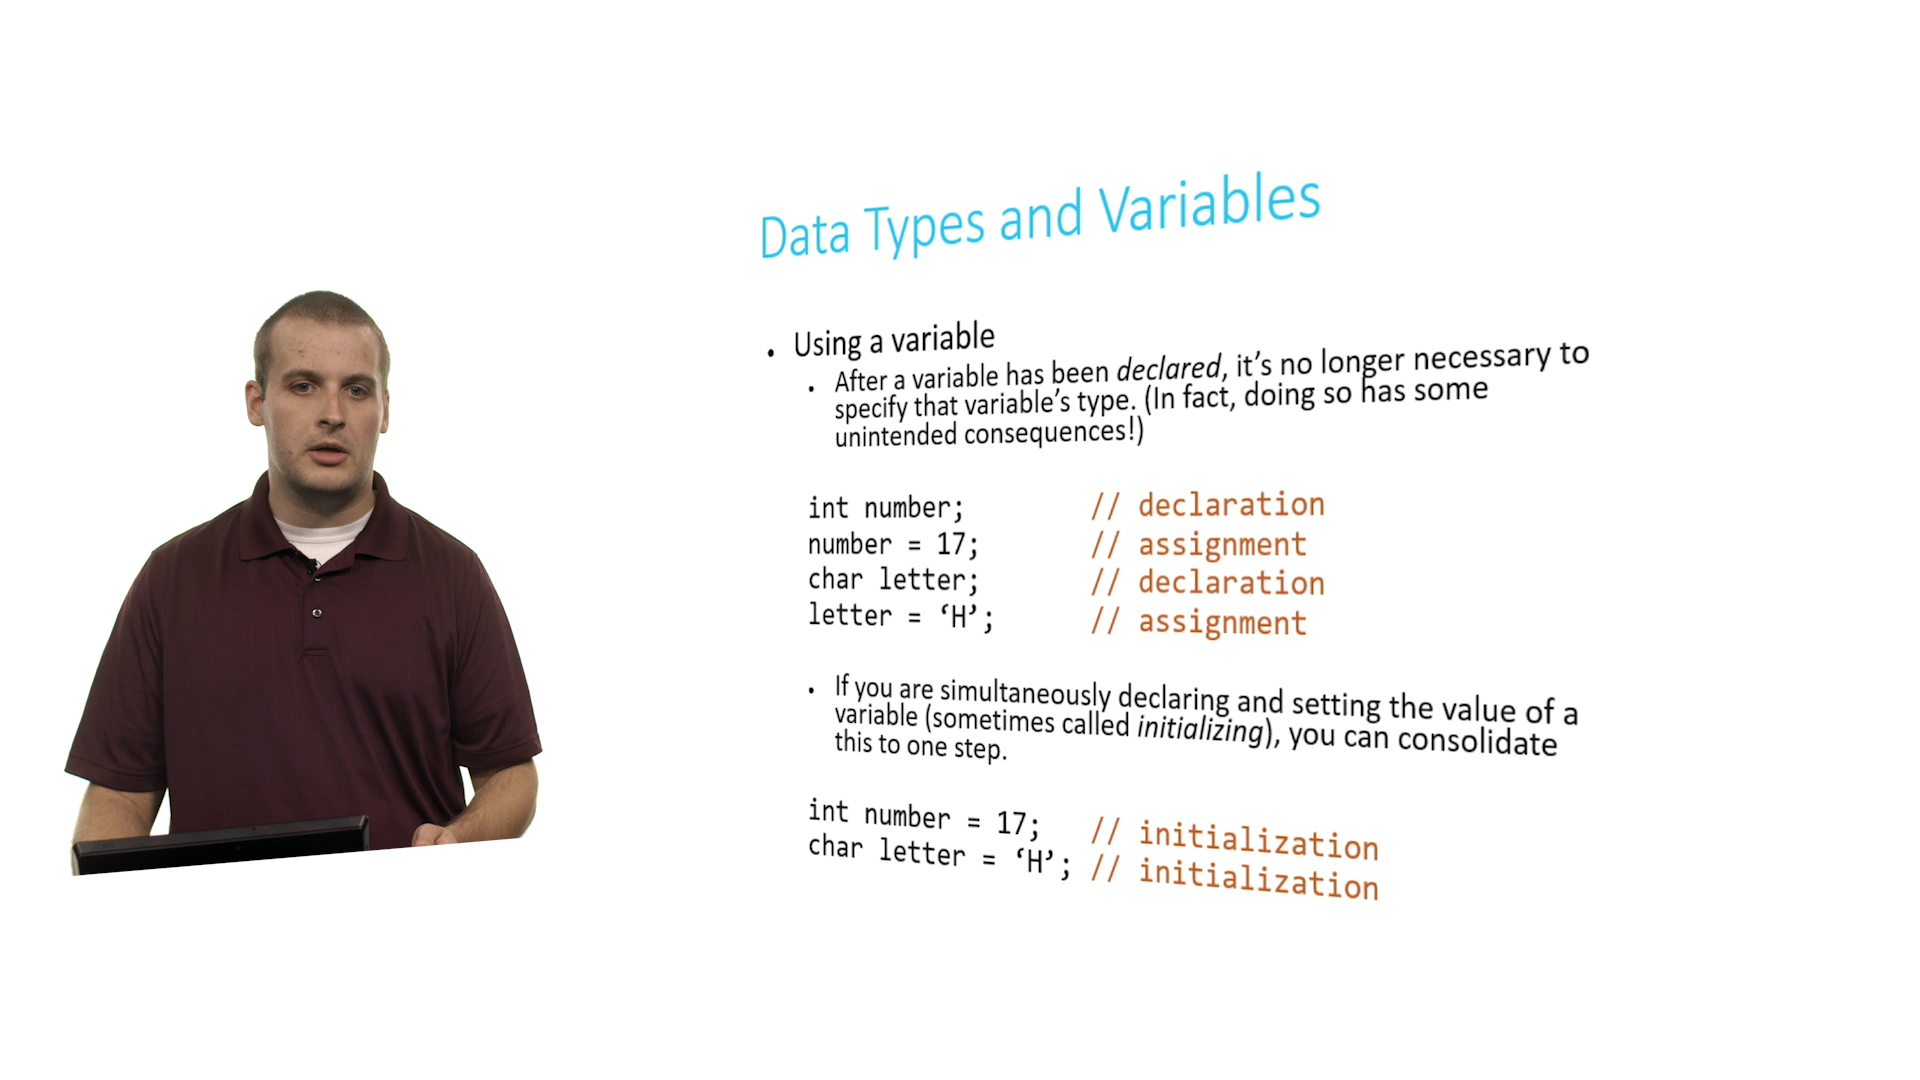 Data Types and Variables
• Using a variable
• After a variable has been declared, it’s no longer necessary to
specify that variable’s type. (In fact, doing so has some
unintended consequences!)
int number; // declaration
number = 17; // assignment
char letter; // declaration
letter = ‘H’; // assignment
• If you are simultaneously declaring and setting the value of a
variable (sometimes called initializing), you can consolidate
this to one step.
int number = 17; // initialization
char letter = ‘H’; // initialization